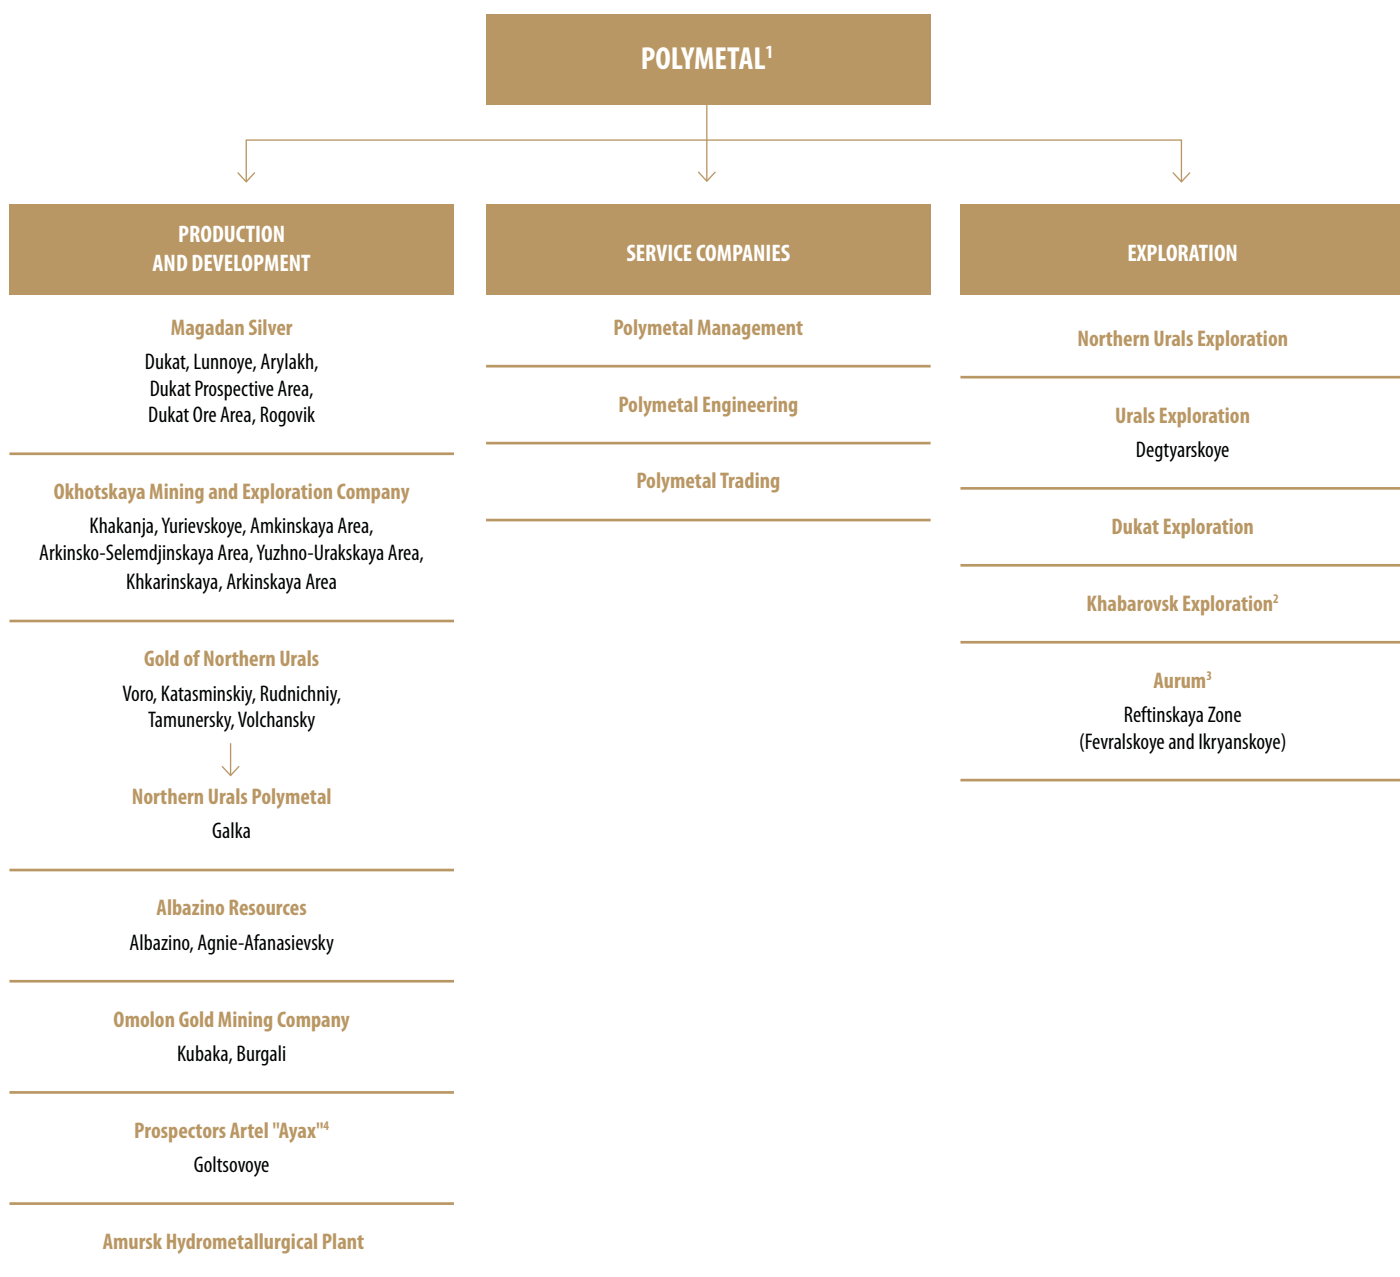 POLYMETAL¹
PRODUCTION
AND DEVELOPMENT
Magadan Silver
Dukat, Lunnoye, Arylakh,
Dukat Prospective Area,
Dukat Ore Area, Rogovik
Okhotskaya Mining and Exploration Company
Khakanja, Yurievskoye, Amkinskaya Area,
Arkinsko-Selemdjinskaya Area, Yuzhno-Urakskaya Area,
Khkarinskaya, Arkinskaya Area
Gold of Northern Urals
Voro, Katasminskiy, Rudnichniy,
Tamunersky, Volchansky
Northern Urals Polymetal
Galka
Albazino Resources
Albazino, Agnie-Afanasievsky
Omolon Gold Mining Company
Kubaka, Burgali
Prospectors Artel "Ayax"⁴
Goltsovoye
Amursk Hydrometallurgical Plant
SERVICE COMPANIES
Polymetal Management
Polymetal Engineering
Polymetal Trading
EXPLORATION
Northern Urals Exploration
Urals Exploration
Degtyarskoye
Dukat Exploration
Khabarovsk Exploration²
Aurum³
Reftinskaya Zone
(Fevralskoye and Ikryanskoye)